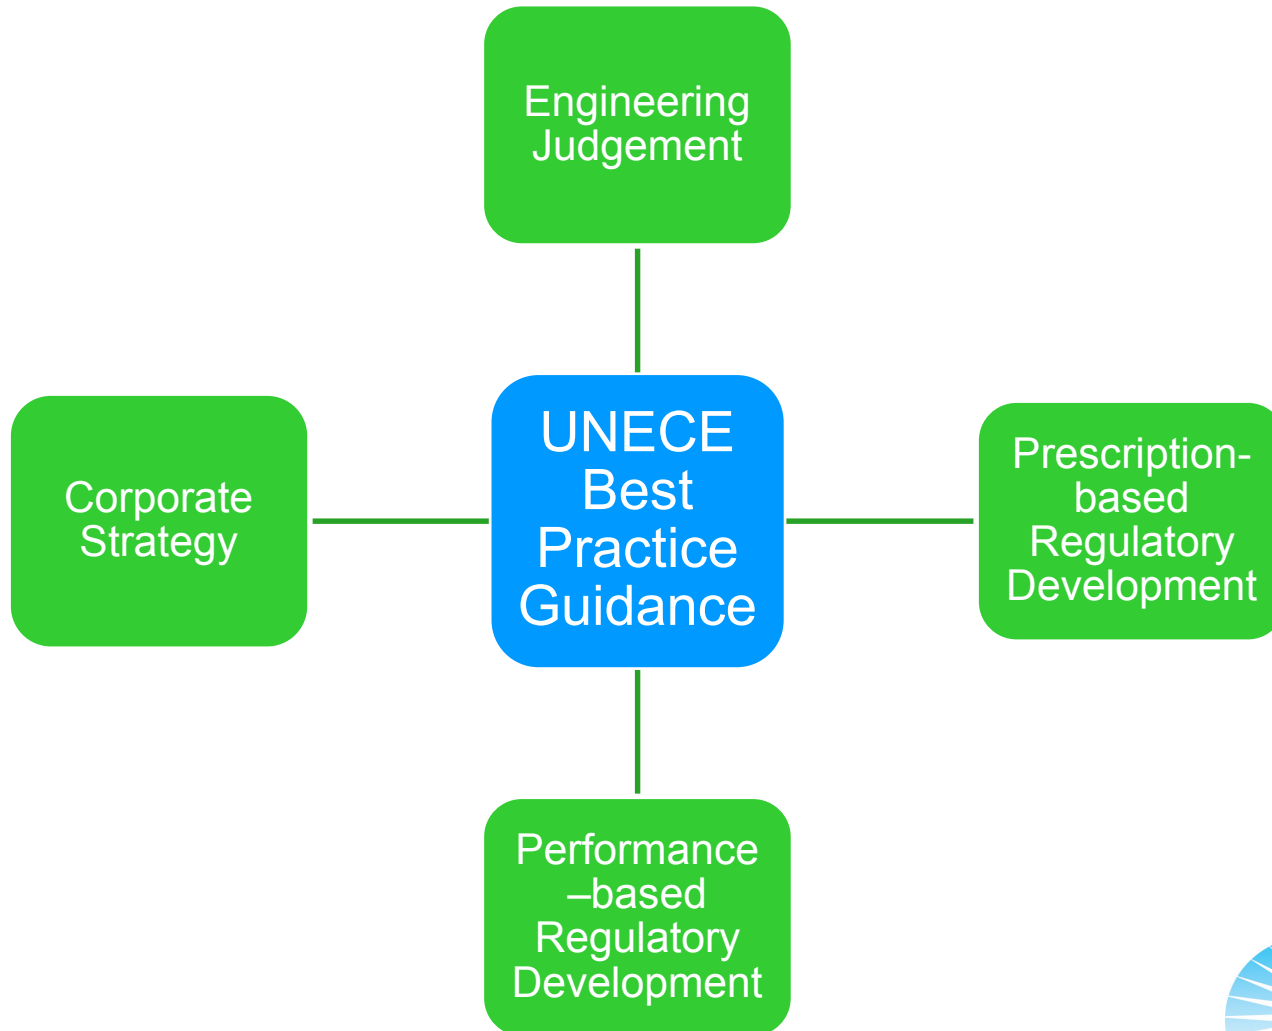 Engineering
Judgement
Corporate
Strategy
UNECE
Best
Practice
Guidance
Prescription-
based
Regulatory
Development
Performance
–based
Regulatory
Development